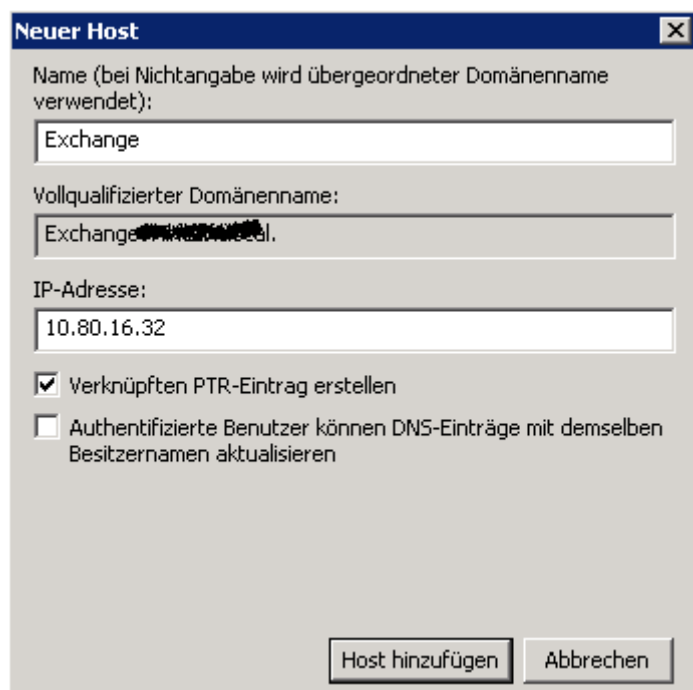 Neuer Host
Name (bei Nichtangabe wird übergeordneter Domänenname
verwendet):
Exchange
Vollqualifizierter Domänenname:
Exchange
IP-Adresse:
10.80.16.32
Verknüpften PTR-Eintrag erstellen
Authentifizierte Benutzer können DNS-Einträge mit demselben
Besitzernamen aktualisieren
Host hinzufügen
Abbrechen